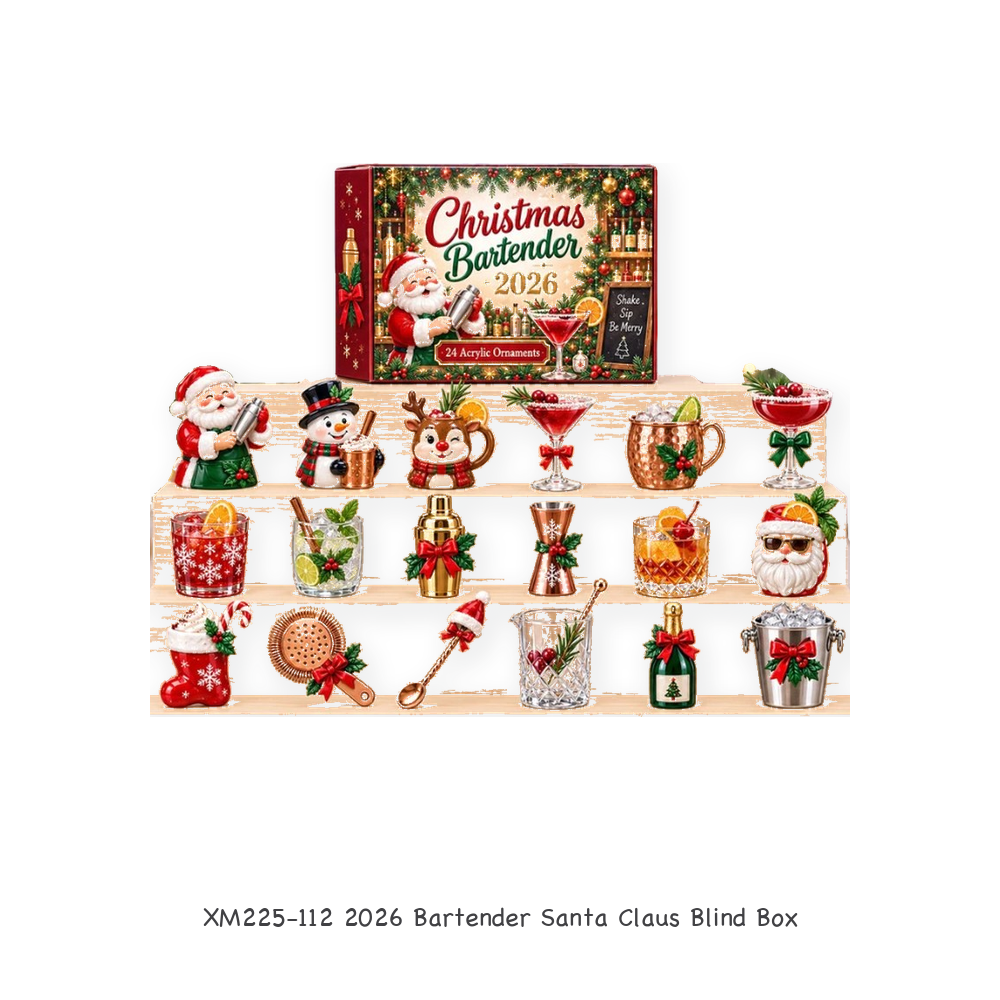 Christmas
Bartender
2026
Shake
Sip
Be Merry
24 Acrylic Ornaments
XM225-112 2026 Bartender Santa Claus Blind Box